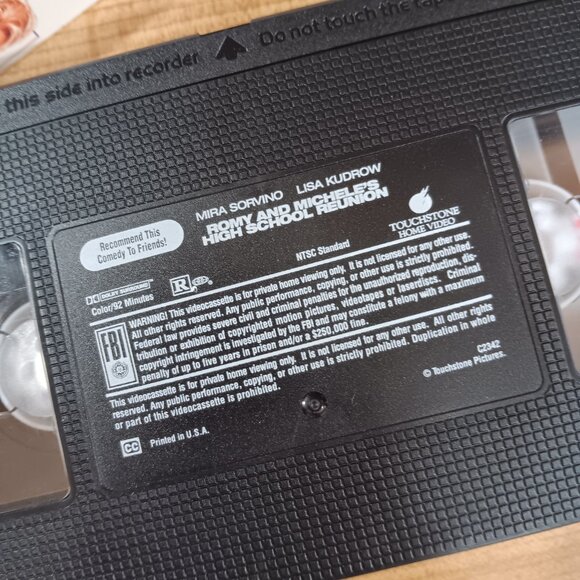 this side into recorder
Do not touch the tape
Recommend This
Comedy To Friends!
MIRA SORVINO LISA KUDROW
ROMY AND MICHELE'S
HIGH SCHOOL REUNION
TOUCHSTONE
HOME VIDEO
NTSC Standard
DOLBY SURROUND
Color/92 Minutes
R
FBI
WARNING! This videocassette is for private home viewing only. It is not licensed for any other use.
All other rights reserved. Any public performance, copying, or other use is strictly prohibited.
Federal law provides severe civil and criminal penalties for the unauthorized reproduction, dis-
tribution or exhibition of copyrighted motion pictures, videotapes or laserdiscs. Criminal
copyright infringement is investigated by the FBI and may constitute a felony with a maximum
penalty of up to five years in prison and/or a $250,000 fine.
This videocassette is for private home viewing only. It is not licensed for any other use. All other rights
reserved. Any public performance, copying, or other use is strictly prohibited. Duplication in whole
or part of this videocassette is prohibited.
C2342
© Touchstone Pictures.
CC Printed in U.S.A.